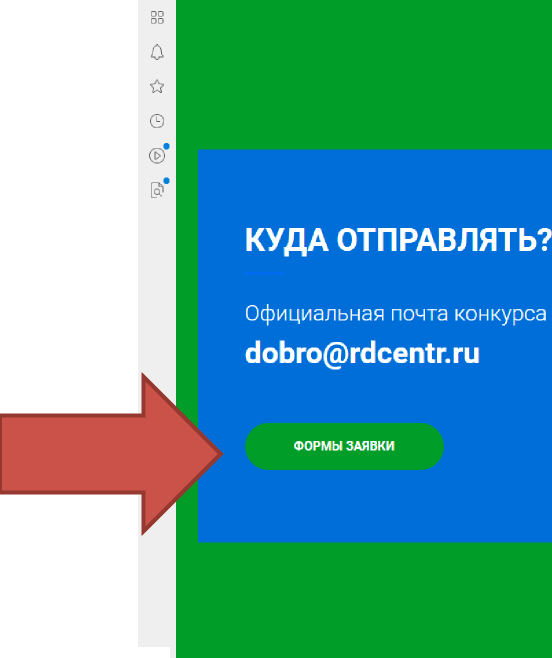 КУДА ОТПРАВЛЯТЬ?
Официальная почта конкурса
dobro@rdcentr.ru
ФОРМЫ ЗАЯВКИ